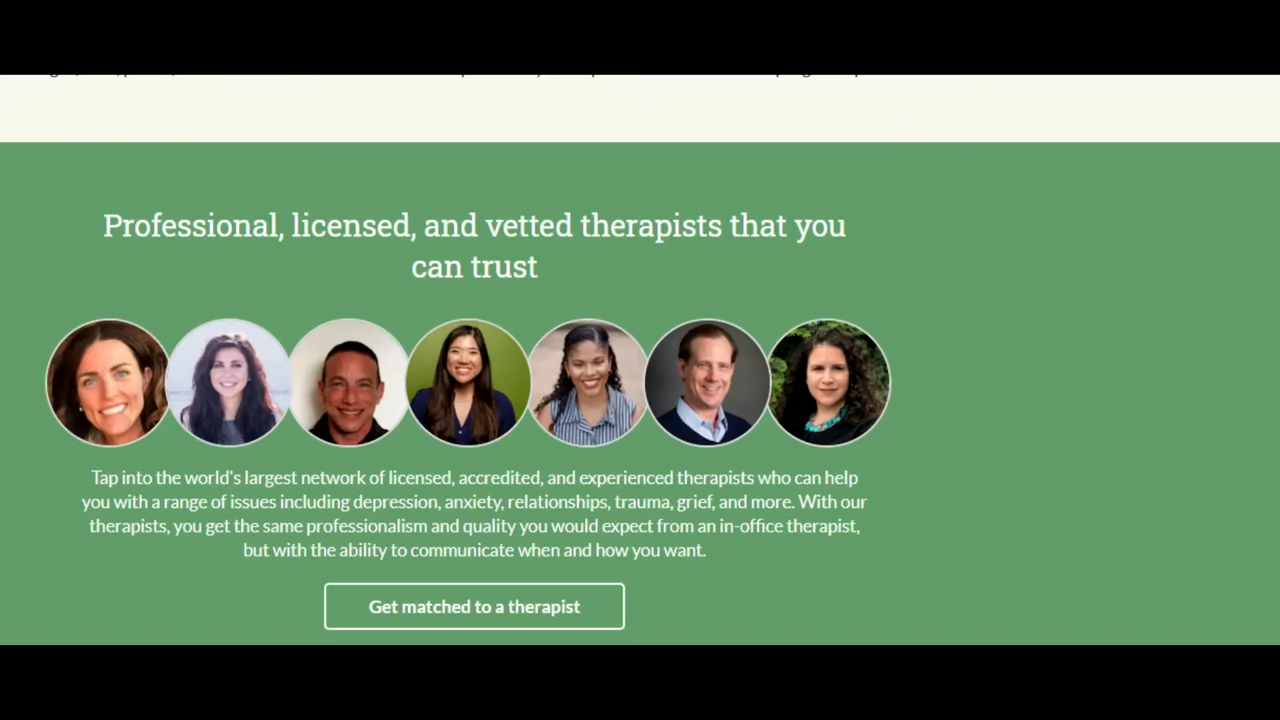 Professional, licensed, and vetted therapists that you
can trust
Tap into the world's largest network of licensed, accredited, and experienced therapists who can help
you with a range of issues including depression, anxiety, relationships, trauma, grief, and more. With our
therapists, you get the same professionalism and quality you would expect from an in-office therapist,
but with the ability to communicate when and how you want.
Get matched to a therapist